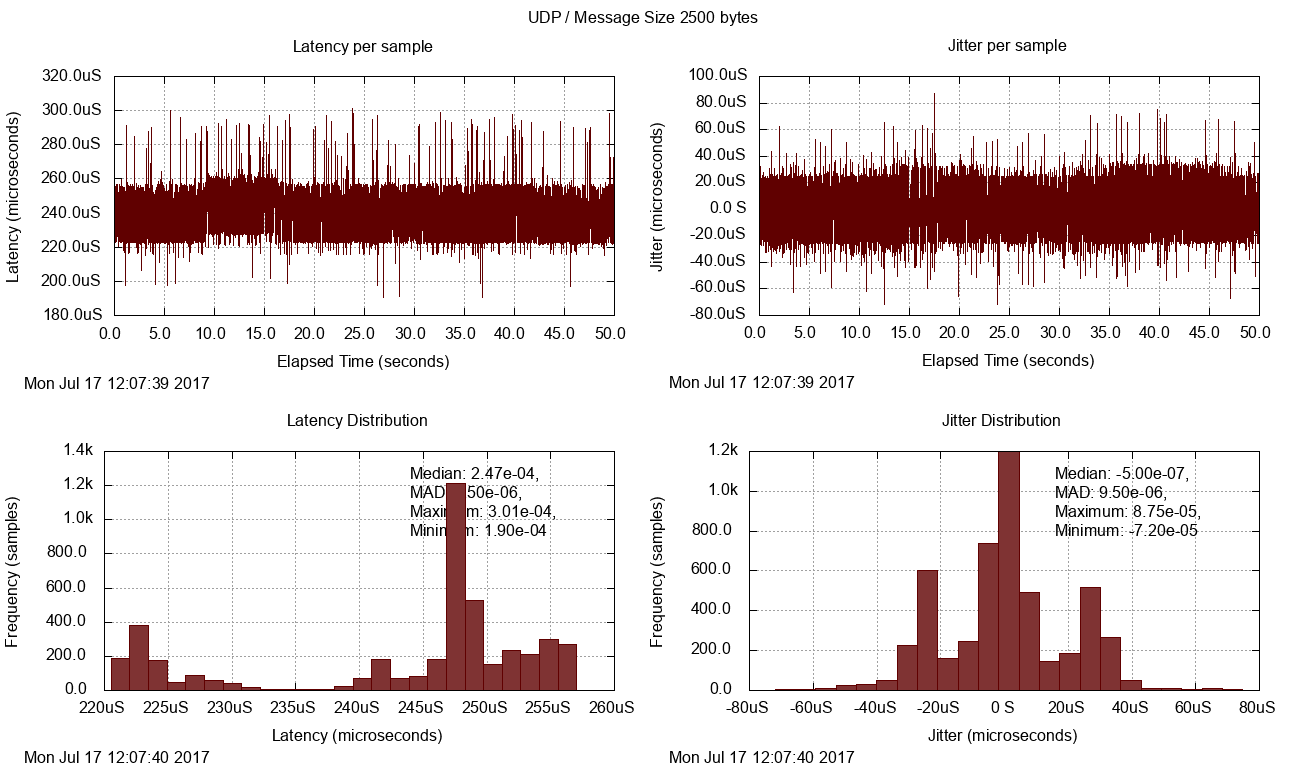 UDP / Message Size 2500 bytes
Latency per sample
320.0uS
300.0uS
280.0uS
260.0uS
240.0uS
220.0uS
200.0uS
180.0uS
Latency (microseconds)
0.0 5.0 10.0 15.0 20.0 25.0 30.0 35.0 40.0 45.0 50.0
Elapsed Time (seconds)
Mon Jul 17 12:07:39 2017
Jitter per sample
100.0uS
80.0uS
60.0uS
40.0uS
20.0uS
0.0 S
-20.0uS
-40.0uS
-60.0uS
-80.0uS
Jitter (microseconds)
0.0 5.0 10.0 15.0 20.0 25.0 30.0 35.0 40.0 45.0 50.0
Elapsed Time (seconds)
Mon Jul 17 12:07:39 2017
Latency Distribution
1.4k
1.2k
1.0k
800.0
600.0
400.0
200.0
0.0
Frequency (samples)
Median: 2.47e-04,
MAD 50e-06,
Maximum: 3.01e-04,
Minimum: 1.90e-04
220uS 225uS 230uS 235uS 240uS 245uS 250uS 255uS 260uS
Latency (microseconds)
Mon Jul 17 12:07:40 2017
Jitter Distribution
1.2k
1.0k
800.0
600.0
400.0
200.0
0.0
Frequency (samples)
Median: -5.00e-07,
MAD: 9.50e-06,
Maximum: 8.75e-05,
Minimum: -7.20e-05
-80uS -60uS -40uS -20uS 0 S 20uS 40uS 60uS 80uS
Jitter (microseconds)
Mon Jul 17 12:07:40 2017